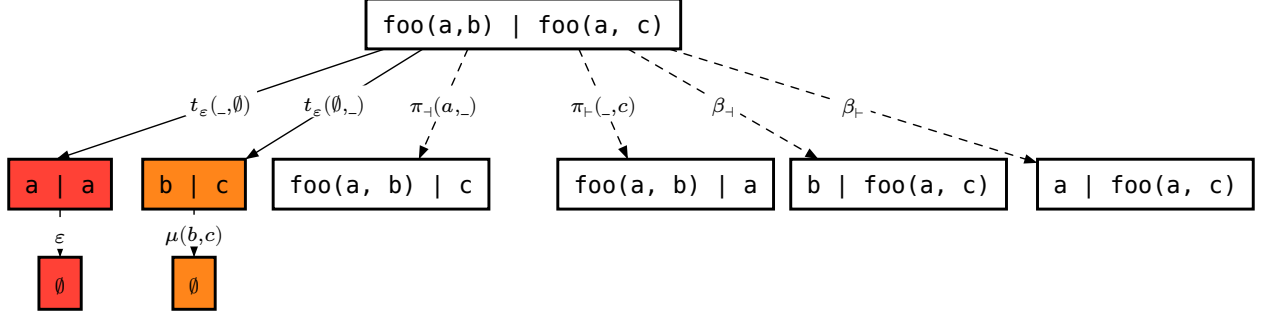 foo(a,b) | foo(a, c)
t_ε(_,∅) t_ε(∅,_) π_⊣(a,_) π_⊢(_,c) β_⊣ β_⊢
a | a b | c foo(a, b) | c foo(a, b) | a b | foo(a, c) a | foo(a, c)
ε μ(b,c)
∅ ∅